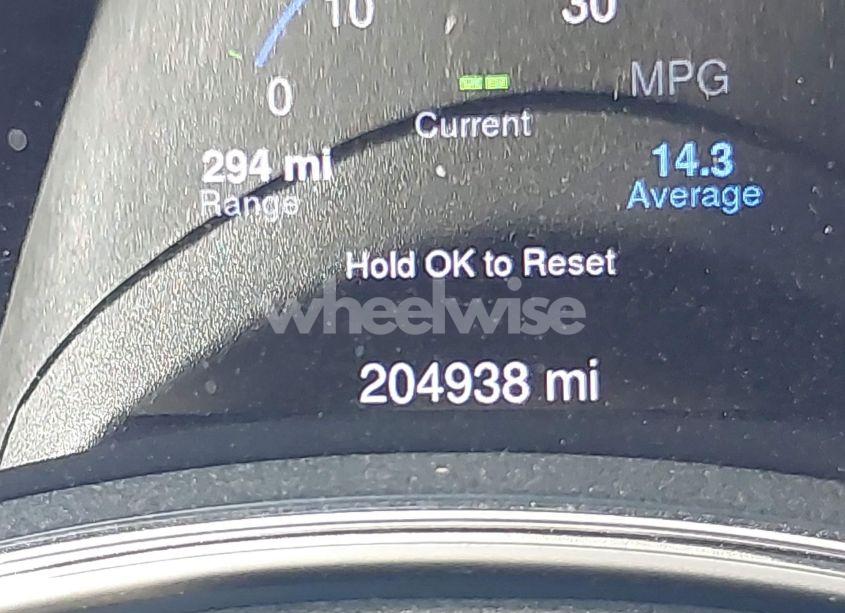 10 30
0 MPG
Current
294 mi 14.3
Range Average
Hold OK to Reset
wheelwise
204938 mi